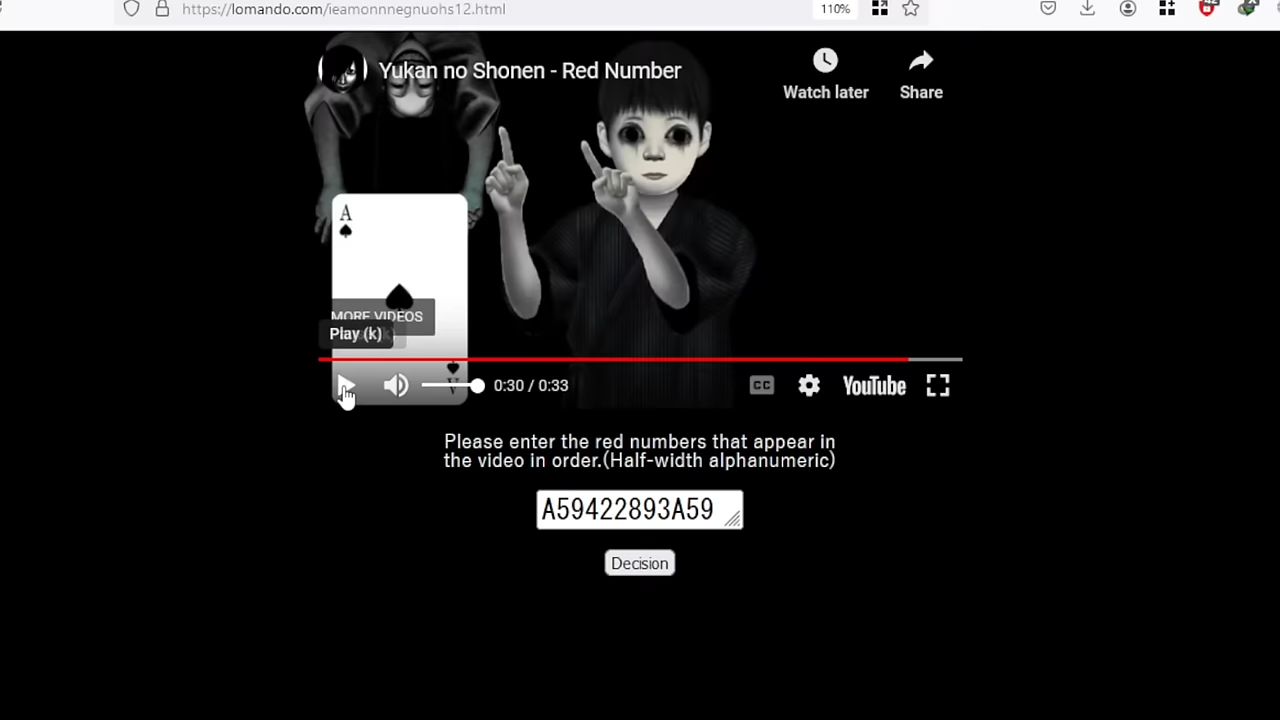 https://lomando.com/ieamonnnegnuohs12.html
110%
Yukan no Shonen - Red Number
Watch later
Share
A
MORE VIDEOS
Play (k)
A
0:30 / 0:33
CC
YouTube
Please enter the red numbers that appear in
the video in order.(Half-width alphanumeric)
A59422893A59
Decision